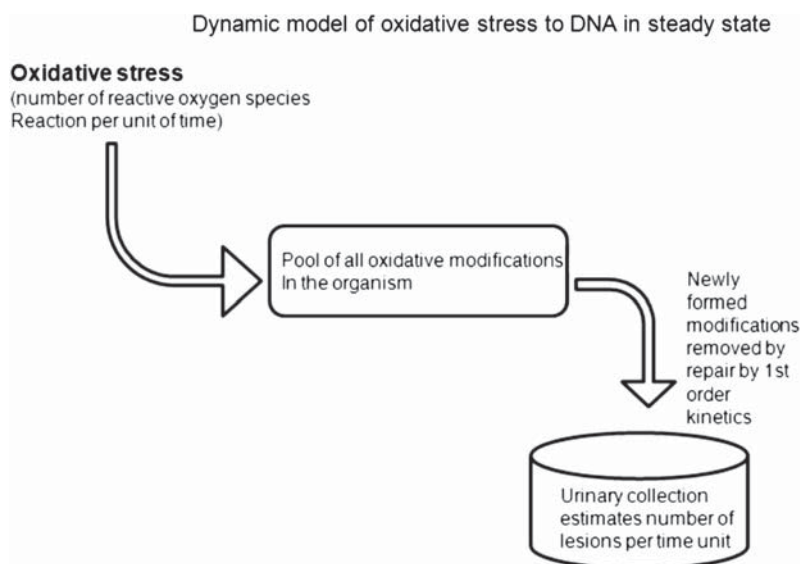 Dynamic model of oxidative stress to DNA in steady state
Oxidative stress
(number of reactive oxygen species
Reaction per unit of time)
Pool of all oxidative modifications
In the organism
Newly
formed
modifications
removed by
repair by 1st
order
kinetics
Urinary collection
estimates number of
lesions per time unit